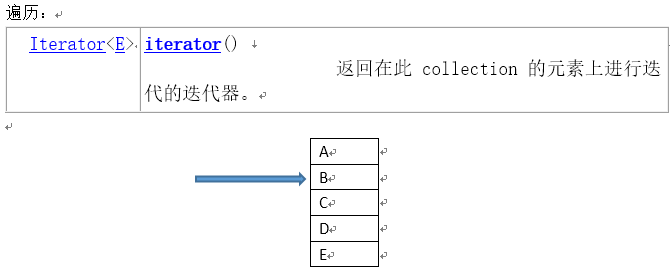 遍历：
Iterator<E> iterator()
返回在此 collection 的元素上进行迭
代的迭代器。
A
B
C
D
E